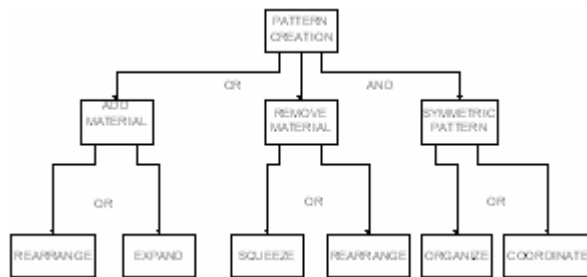 PATTERN
CREATION
OR
AND
ADD
MATERIAL
REMOVE
MATERIAL
SYMMETRIC
PATTERN
OR
OR
OR
REARRANGE
EXPAND
SQUEEZE
REARRANGE
ORGANIZE
COORDINATE